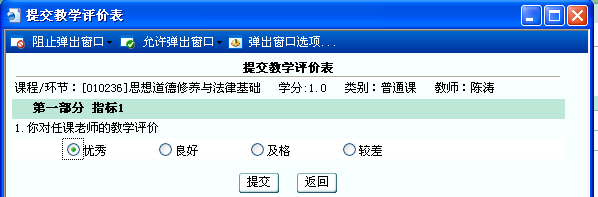 提交教学评价表
阻止弹出窗口 允许弹出窗口 弹出窗口选项...
提交教学评价表
课程/环节：[010236]思想道德修养与法律基础 学分:1.0 类别：普通课 教师：陈涛
第一部分 指标1
1.你对任课老师的教学评价
优秀 良好 及格 较差
提交 返回